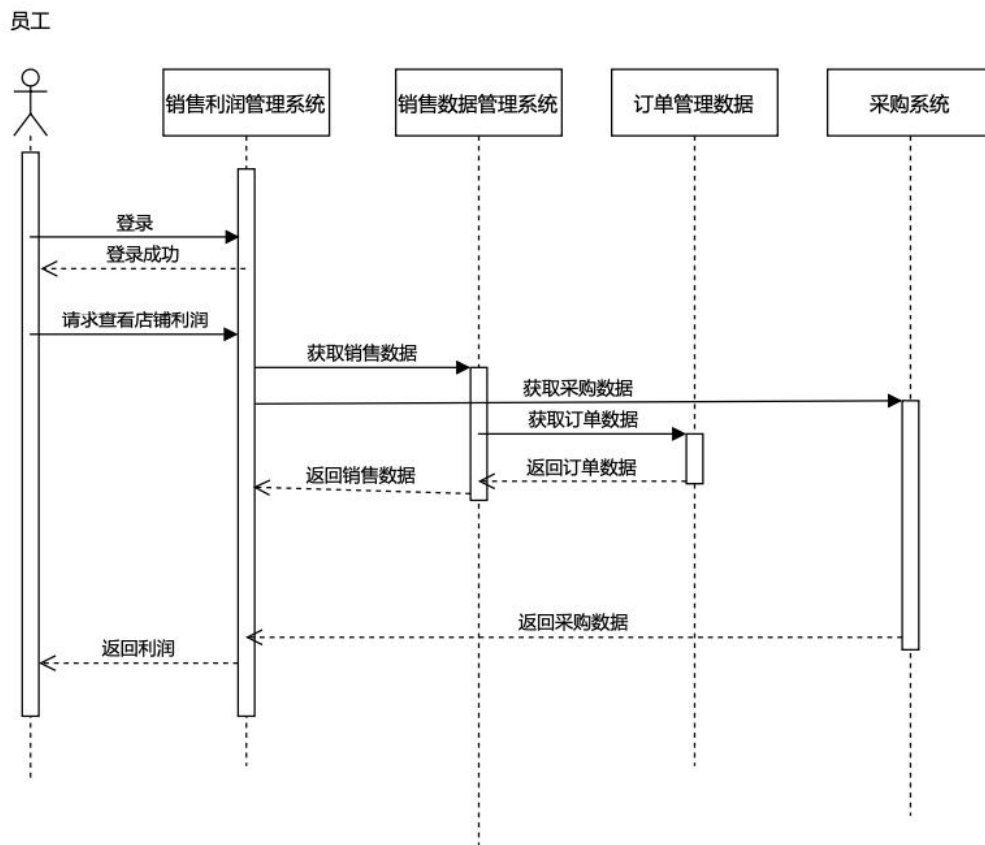 员工
销售利润管理系统
销售数据管理系统
订单管理数据
采购系统
登录
登录成功
请求查看店铺利润
获取销售数据
获取采购数据
获取订单数据
返回订单数据
返回销售数据
返回采购数据
返回利润